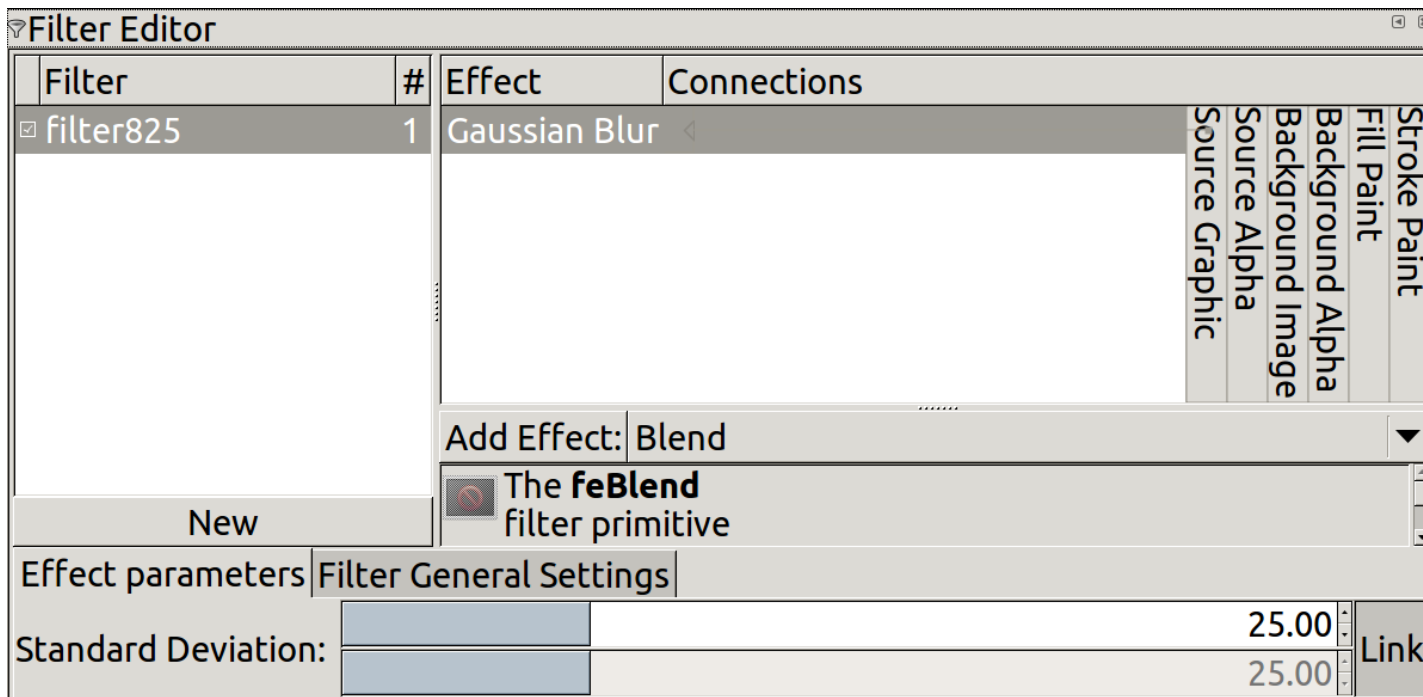 Filter Editor
Filter # Effect Connections
filter825 1 Gaussian Blur
Source Graphic
Source Alpha
Background Image
Background Alpha
Fill Paint
Stroke Paint
Add Effect: Blend
The feBlend
filter primitive
New
Effect parameters Filter General Settings
Standard Deviation: 25.00 Link
25.00